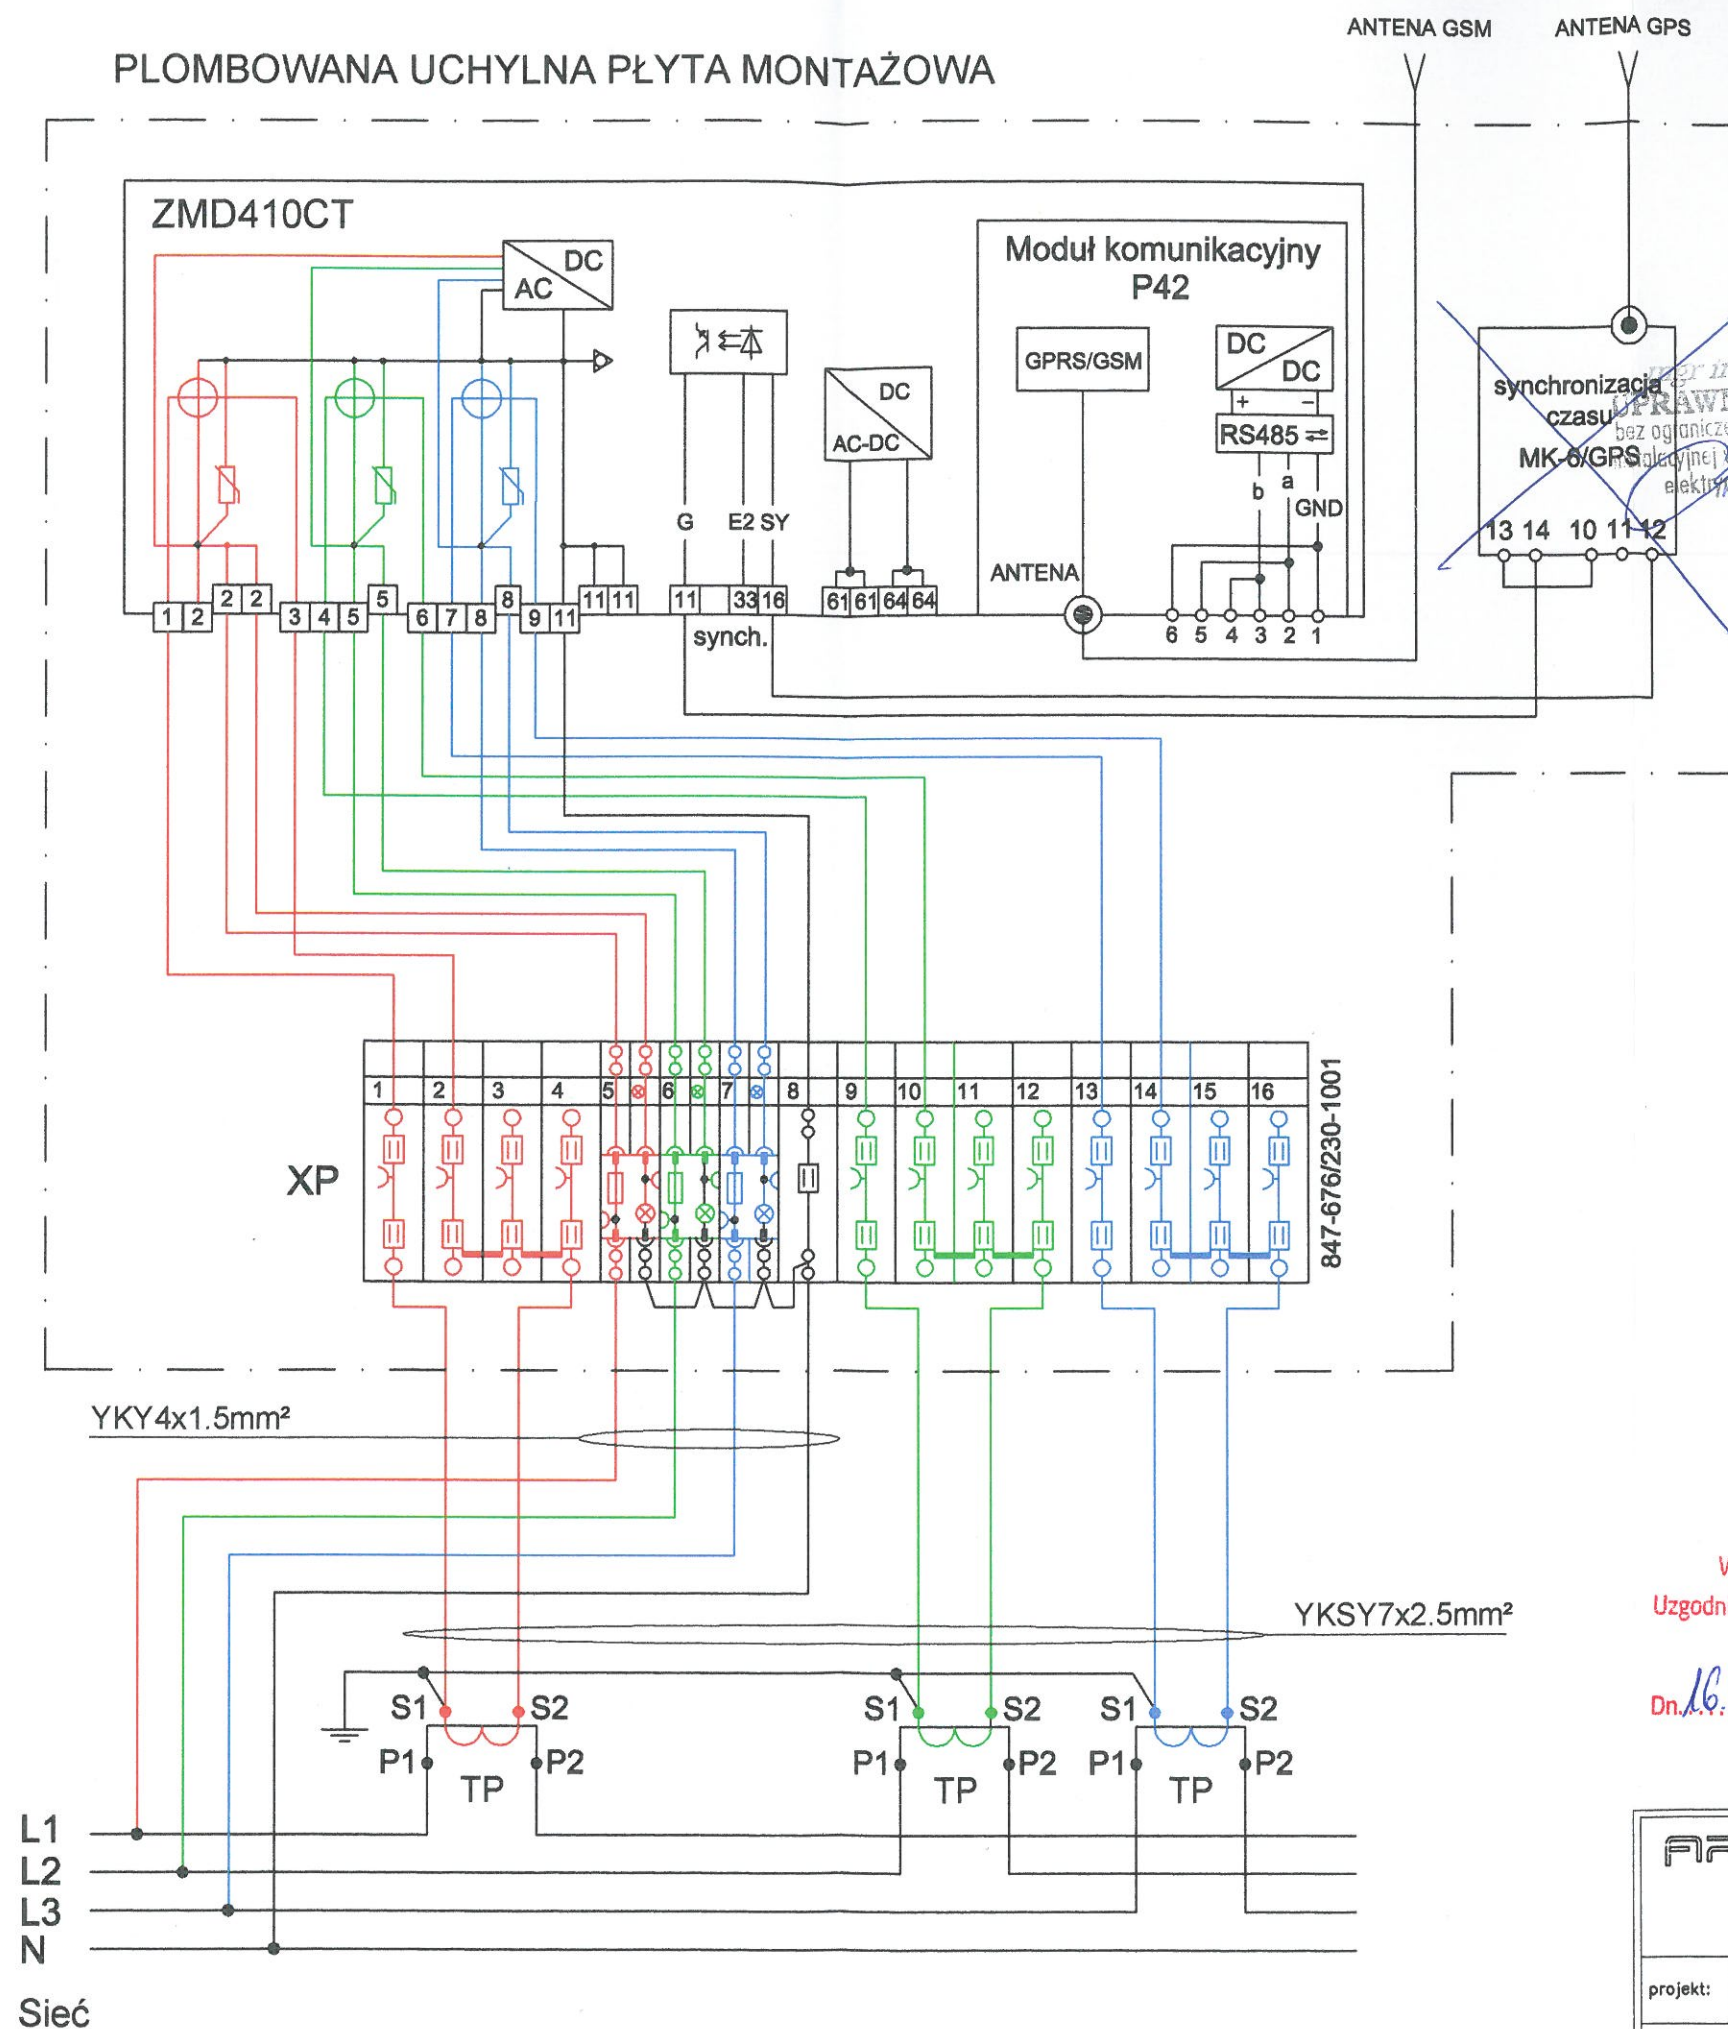 ANTENA GSM
ANTENA GPS
PLOMBOWANA UCHYLNA PŁYTA MONTAŻOWA
ZMD410CT
DC
AC
Moduł komunikacyjny
P42
GPRS/GSM
DC
DC
+ −
RS485
b a
GND
DC
AC-DC
G E2 SY
ANTENA
synchronizacja
czasu
MK-6/GPS
13 14 10 11 12
bez
elektr
2 2 5 8 11 11
1 2 3 4 5 6 7 8 9 11
11 33 16
61 61 64 64
synch.
6 5 4 3 2 1
XP
1 2 3 4 5 6 7 8 9 10 11 12 13 14 15 16
847-676/230-1001
YKY4x1.5mm²
YKSY7x2.5mm²
Uzgodn
Dn. 16.
S1 S2 S1 S2 S1 S2
P1 P2 P1 P2 P1 P2
TP TP TP
L1
L2
L3
N
Sieć
projekt: